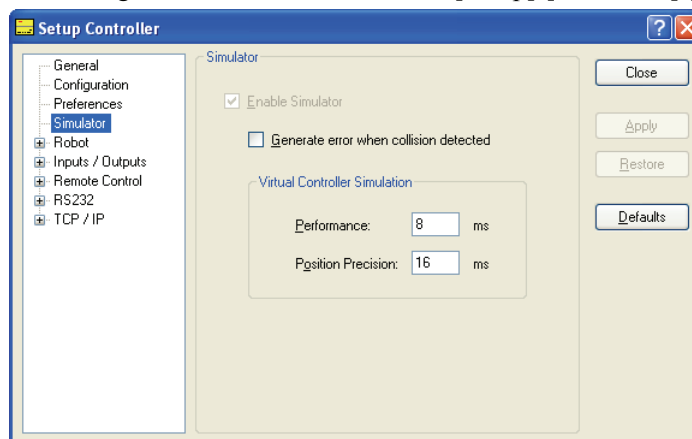 Setup Controller
General
Configuration
Preferences
Simulator
Robot
Inputs / Outputs
Remote Control
RS232
TCP / IP
Simulator
Enable Simulator
Generate error when collision detected
Virtual Controller Simulation
Performance: 8 ms
Position Precision: 16 ms
Close
Apply
Restore
Defaults